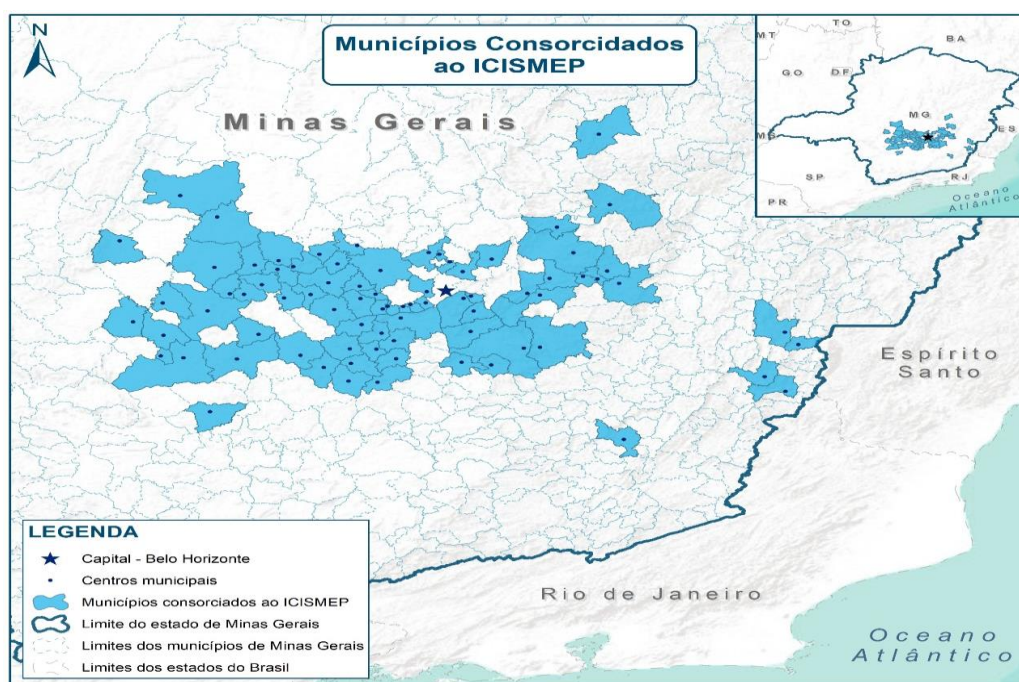 N
Municípios Consorcidados
ao ICISMEP
Minas Gerais
TO
BA
MT
GO
DF
MG
MS
ES
SP
RJ
PR
Oceano
Atlântico
Espírito
Santo
Rio de Janeiro
Oceano
Atlântico
LEGENDA
Capital - Belo Horizonte
Centros municipais
Municípios consorciados ao ICISMEP
Limite do estado de Minas Gerais
Limites dos municípios de Minas Gerais
Limites dos estados do Brasil